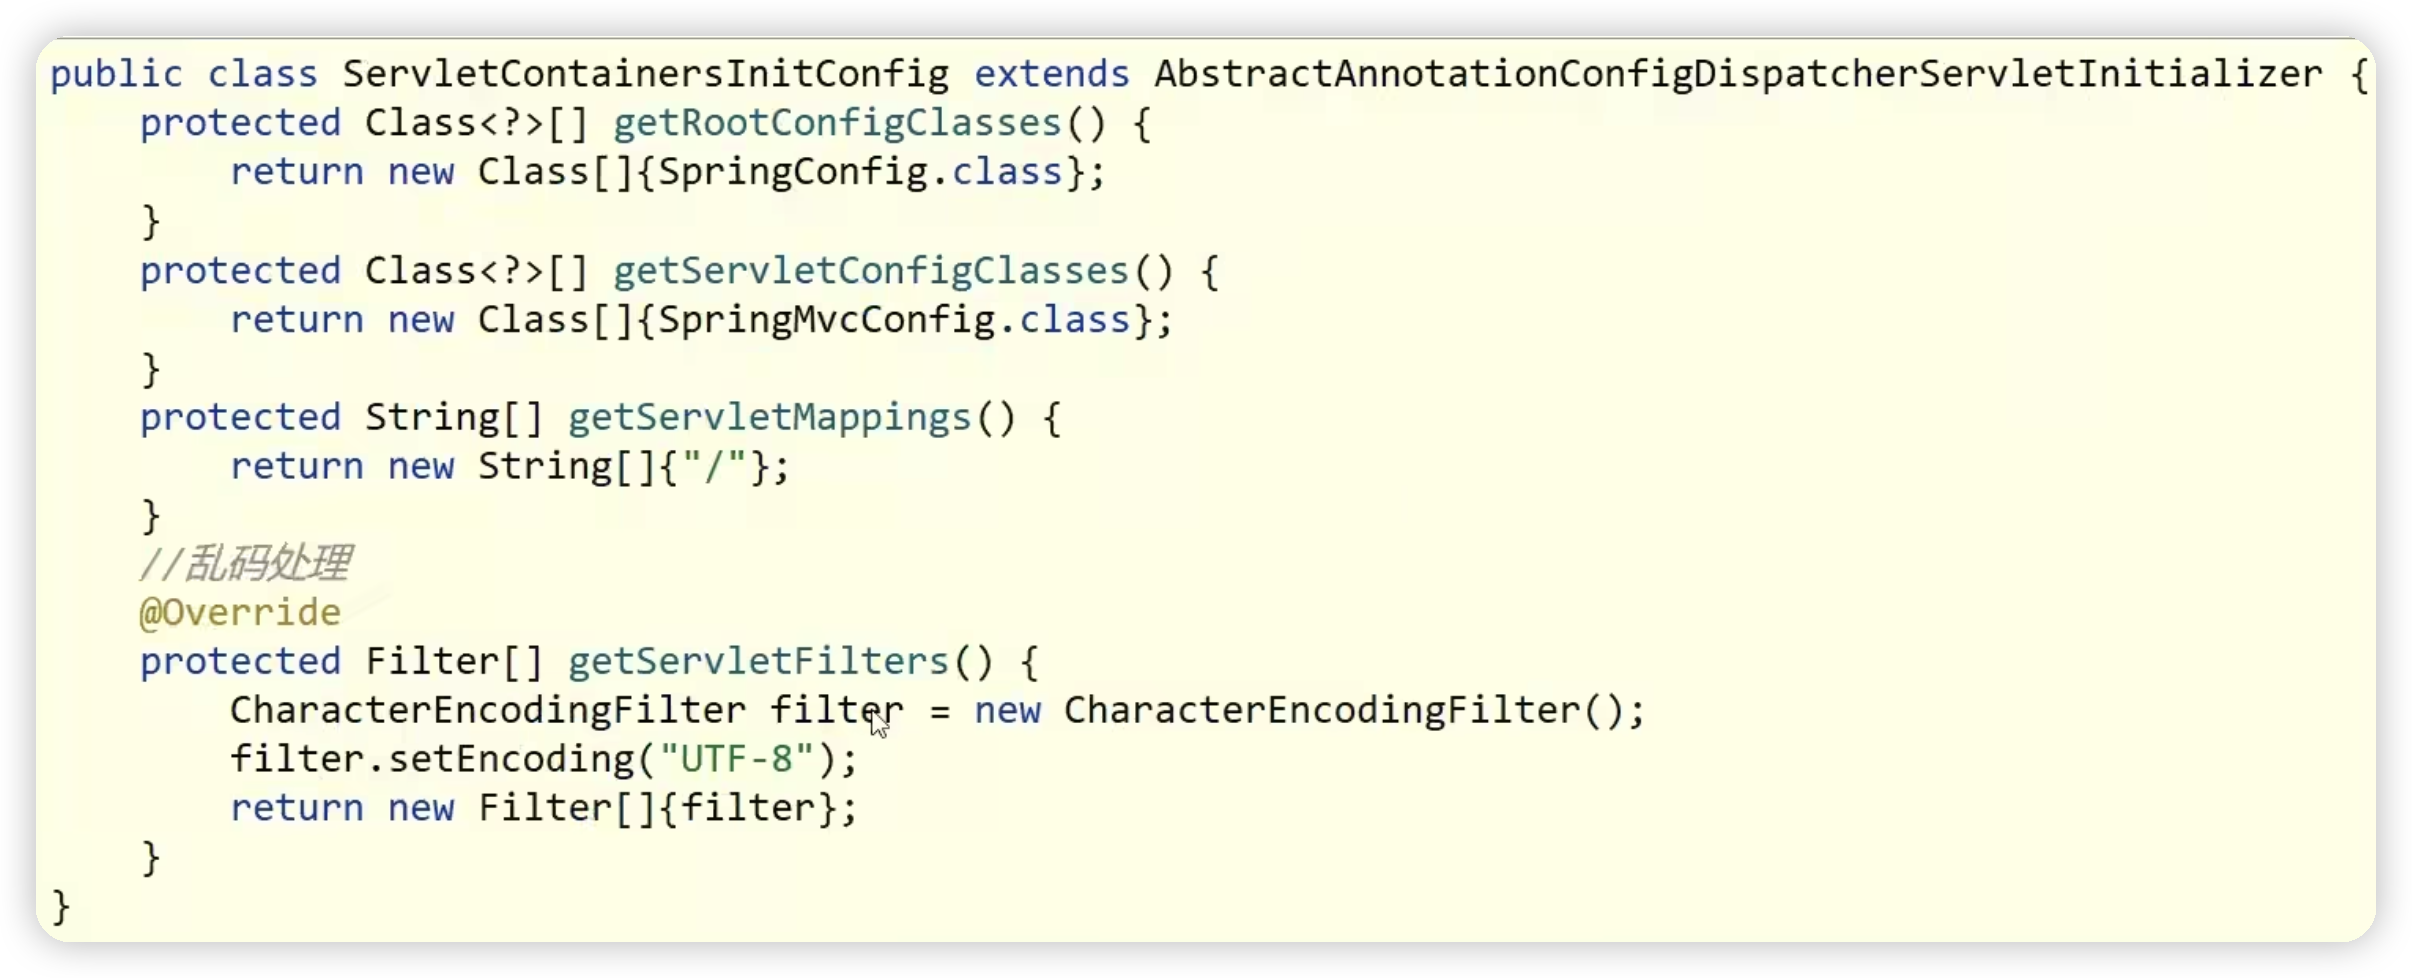 public class ServletContainersInitConfig extends AbstractAnnotationConfigDispatcherServletInitializer {
    protected Class<?>[] getRootConfigClasses() {
        return new Class[]{SpringConfig.class};
    }
    protected Class<?>[] getServletConfigClasses() {
        return new Class[]{SpringMvcConfig.class};
    }
    protected String[] getServletMappings() {
        return new String[]{"/"};
    }
    //乱码处理
    @Override
    protected Filter[] getServletFilters() {
        CharacterEncodingFilter filter = new CharacterEncodingFilter();
        filter.setEncoding("UTF-8");
        return new Filter[]{filter};
    }
}